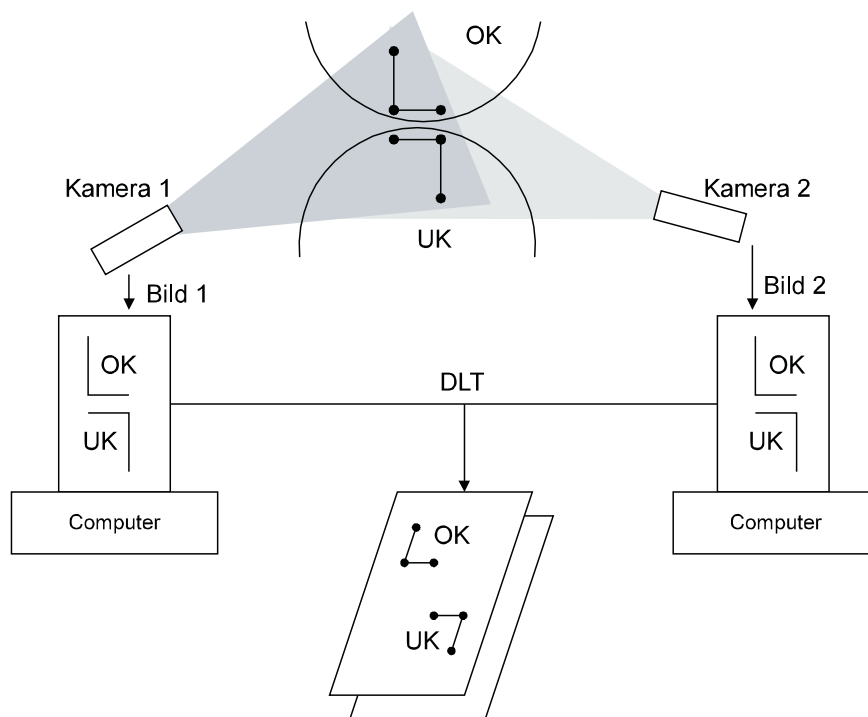 OK
Kamera 1
Kamera 2
UK
Bild 1
Bild 2
OK
UK
DLT
OK
UK
Computer
Computer
OK
UK